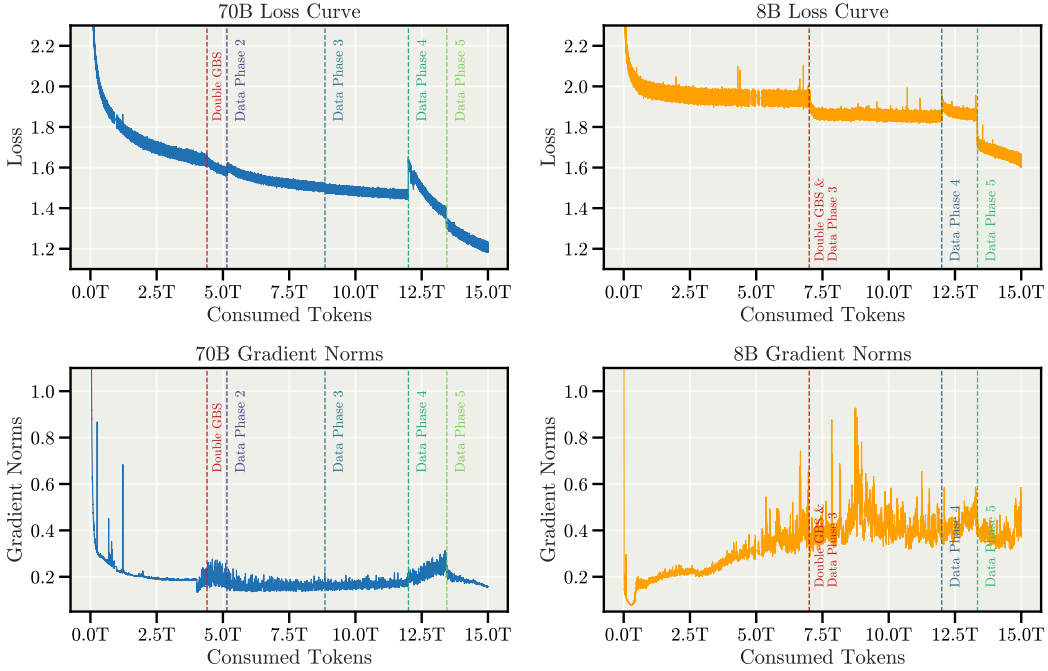 70B Loss Curve
Loss
2.2
2.0
1.8
1.6
1.4
1.2
Double GBS
Data Phase 2
Data Phase 3
Data Phase 4
Data Phase 5
0.0T 2.5T 5.0T 7.5T 10.0T 12.5T 15.0T
Consumed Tokens
8B Loss Curve
Loss
2.2
2.0
1.8
1.6
1.4
1.2
Double GBS &
Data Phase 3
Data Phase 4
Data Phase 5
0.0T 2.5T 5.0T 7.5T 10.0T 12.5T 15.0T
Consumed Tokens
70B Gradient Norms
Gradient Norms
1.0
0.8
0.6
0.4
0.2
Double GBS
Data Phase 2
Data Phase 3
Data Phase 4
Data Phase 5
0.0T 2.5T 5.0T 7.5T 10.0T 12.5T 15.0T
Consumed Tokens
8B Gradient Norms
Gradient Norms
1.0
0.8
0.6
0.4
0.2
Double GBS &
Data Phase 3
Data Phase 4
Data Phase 5
0.0T 2.5T 5.0T 7.5T 10.0T 12.5T 15.0T
Consumed Tokens